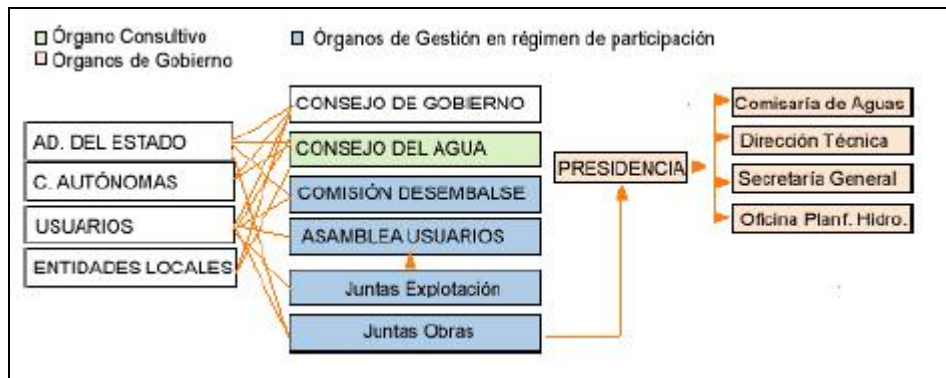 Órgano Consultivo
Órganos de Gestión en régimen de participación
Órganos de Gobierno
AD. DEL ESTADO
C. AUTÓNOMAS
USUARIOS
ENTIDADES LOCALES
CONSEJO DE GOBIERNO
CONSEJO DEL AGUA
COMISIÓN DESEMBALSE
ASAMBLEA USUARIOS
Juntas Explotación
Juntas Obras
PRESIDENCIA
Comisaría de Aguas
Dirección Técnica
Secretaría General
Oficina Planf. Hidro.